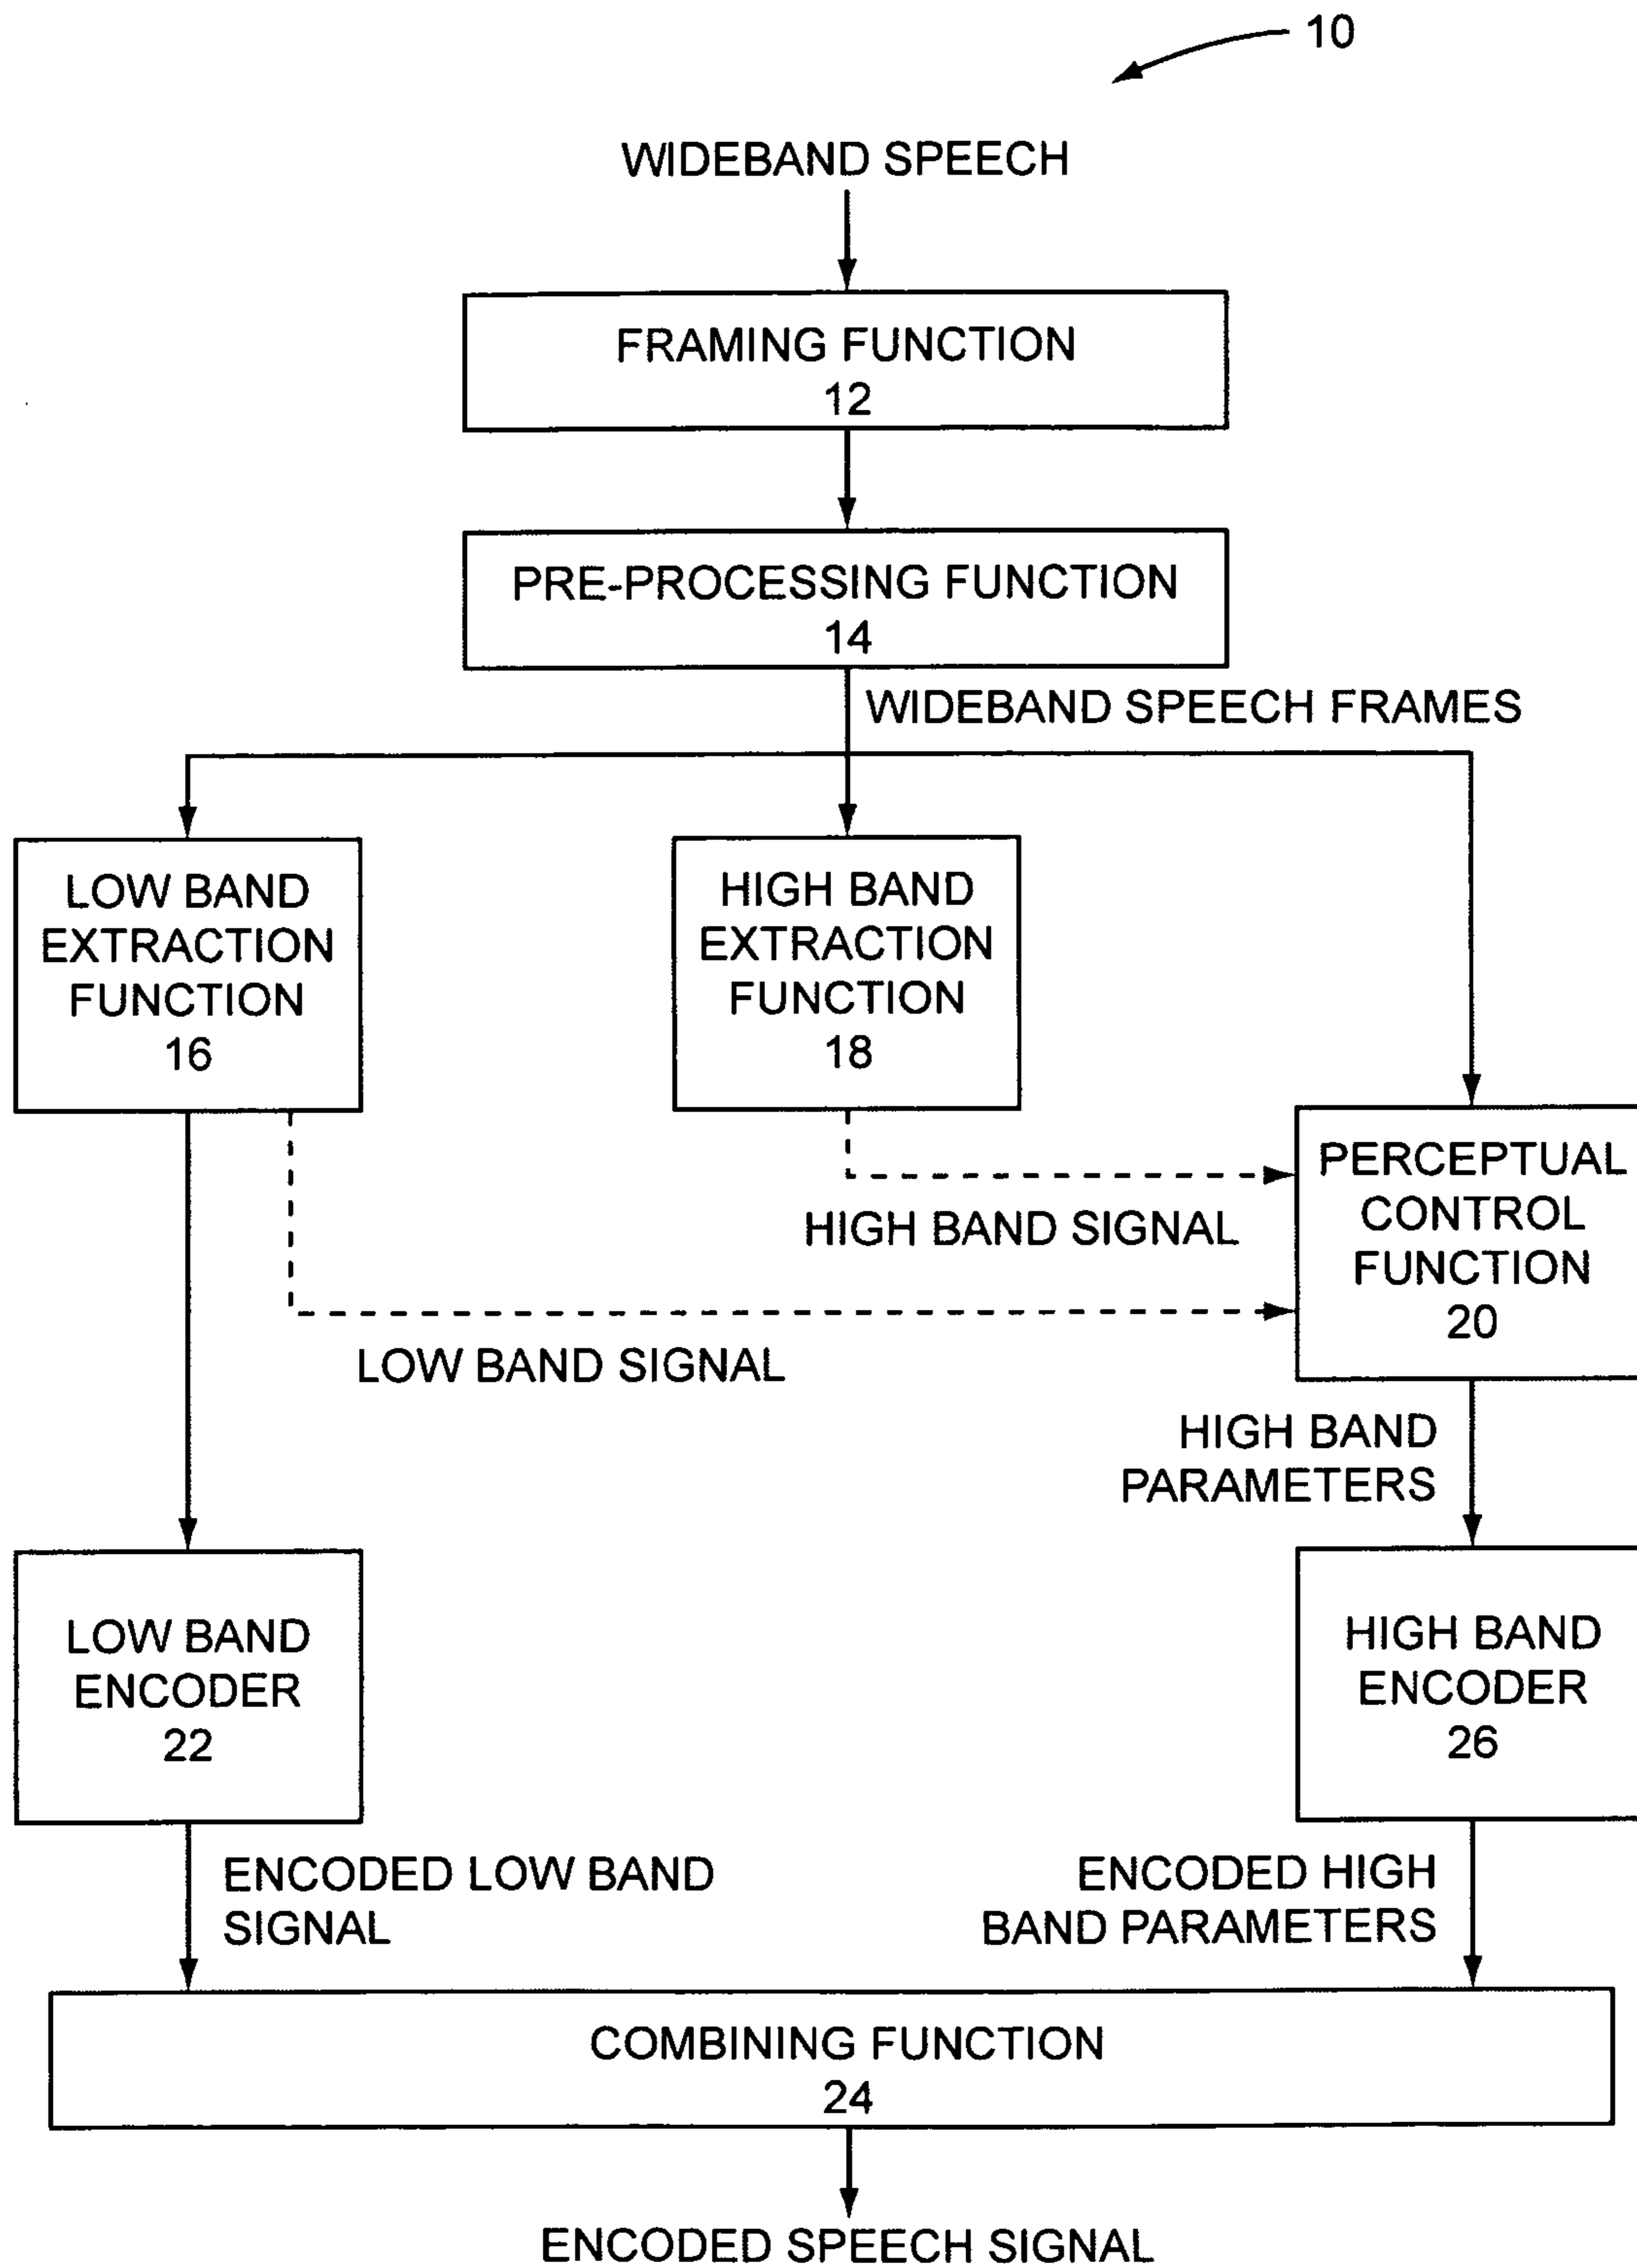 10
WIDEBAND SPEECH
FRAMING FUNCTION
12
PRE-PROCESSING FUNCTION
14
WIDEBAND SPEECH FRAMES
LOW BAND
EXTRACTION
FUNCTION
16
HIGH BAND
EXTRACTION
FUNCTION
18
PERCEPTUAL
CONTROL
FUNCTION
20
HIGH BAND SIGNAL
LOW BAND SIGNAL
HIGH BAND
PARAMETERS
LOW BAND
ENCODER
22
HIGH BAND
ENCODER
26
ENCODED LOW BAND
SIGNAL
ENCODED HIGH
BAND PARAMETERS
COMBINING FUNCTION
24
ENCODED SPEECH SIGNAL